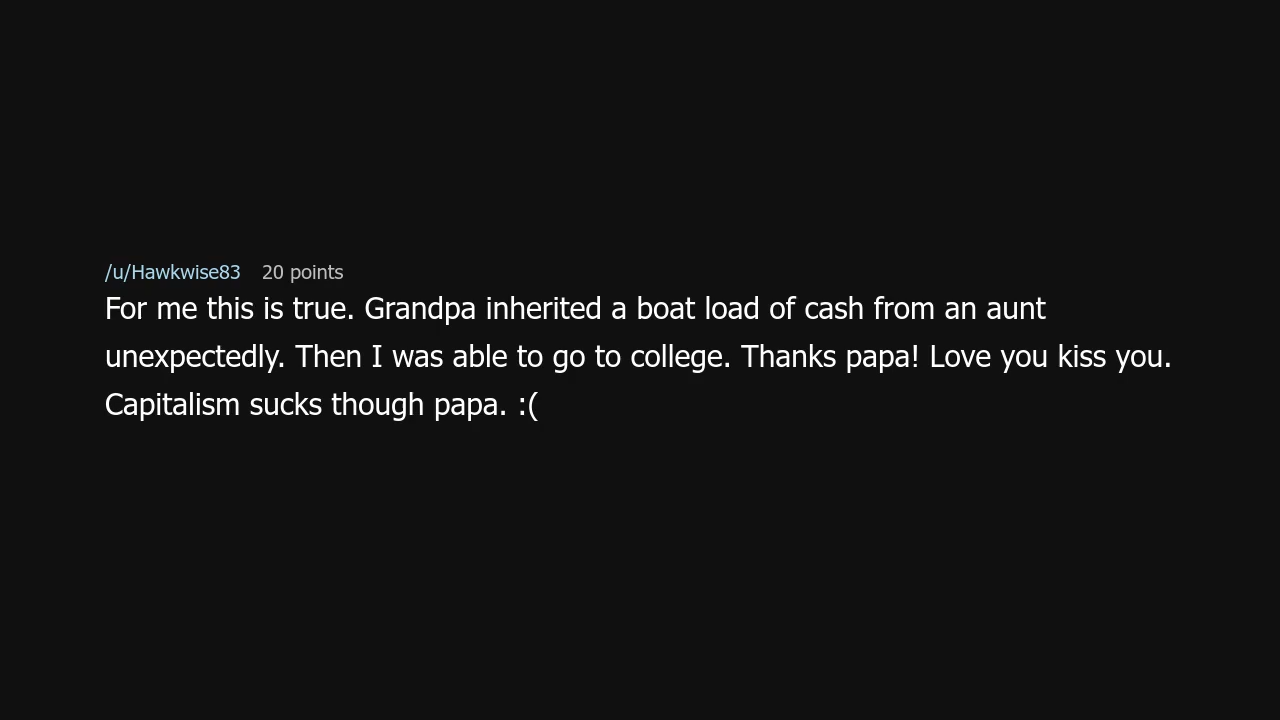 /u/Hawkwise83 20 points
For me this is true. Grandpa inherited a boat load of cash from an aunt
unexpectedly. Then I was able to go to college. Thanks papa! Love you kiss you.
Capitalism sucks though papa. :(